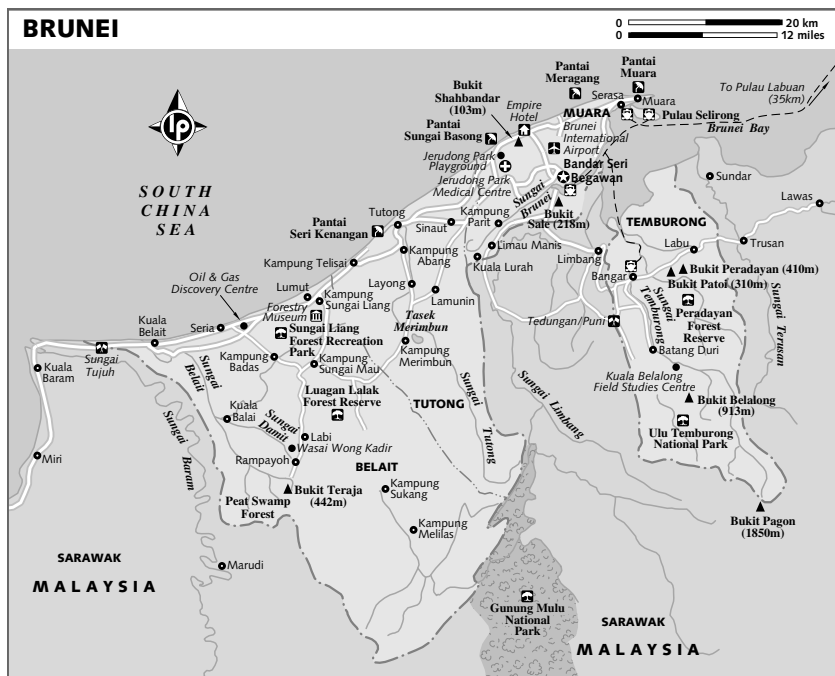 BRUNEI
0 20 km
0 12 miles
To Pulau Labuan
(35km)
Pantai
Muara
Pantai
Meragang
Serasa
Muara
MUARA
Pulau Selirong
Brunei Bay
Bukit
Shahbandar
(103m)
Empire
Hotel
Brunei
International
Airport
Pantai
Sungai Basong
Jerudong Park
Playground
Jerudong Park
Medical Centre
Bandar Seri
Begawan
Sungai
Brunei
Bukit
Sale (218m)
lp
SOUTH
CHINA
SEA
Pantai
Seri Kenangan
Tutong
Sinaut
Kampung
Parit
Limau Manis
Kuala Lurah
Limbang
TEMBURONG
Sundar
Lawas
Trusan
Labu
Bangar
Bukit Peradayan (410m)
Bukit Patoi (310m)
Peradayan
Forest
Reserve
Sungai
Temburong
Sungai Terusan
Batang Duri
Kuala Belalong
Field Studies Centre
Bukit Belalong
(913m)
Ulu Temburong
National Park
Bukit Pagon
(1850m)
Tedungan/Puni
Sungai Limbang
Kampung Telisai
Kampung
Abang
Layong
Lamunin
Tasek
Merimbun
Kampung
Merimbun
Oil & Gas
Discovery Centre
Lumut
Kampung
Sungai Liang
Forestry
Museum
Sungai Liang
Forest Recreation
Park
Seria
Kuala
Belait
Sungai
Tujuh
Kuala
Baram
Sungai
Belait
Kampung
Badas
Kampung
Sungai Mau
Luagan Lalak
Forest Reserve
TUTONG
Sungai
Tutong
Kuala
Balai
Sungai
Damit
Labi
Wasai Wong Kadir
Rampayoh
BELAIT
Miri
Sungai Baram
Peat Swamp
Forest
Bukit Teraja
(442m)
Kampung
Sukang
Kampung
Melilas
Marudi
SARAWAK
MALAYSIA
Gunung Mulu
National
Park
SARAWAK
MALAYSIA